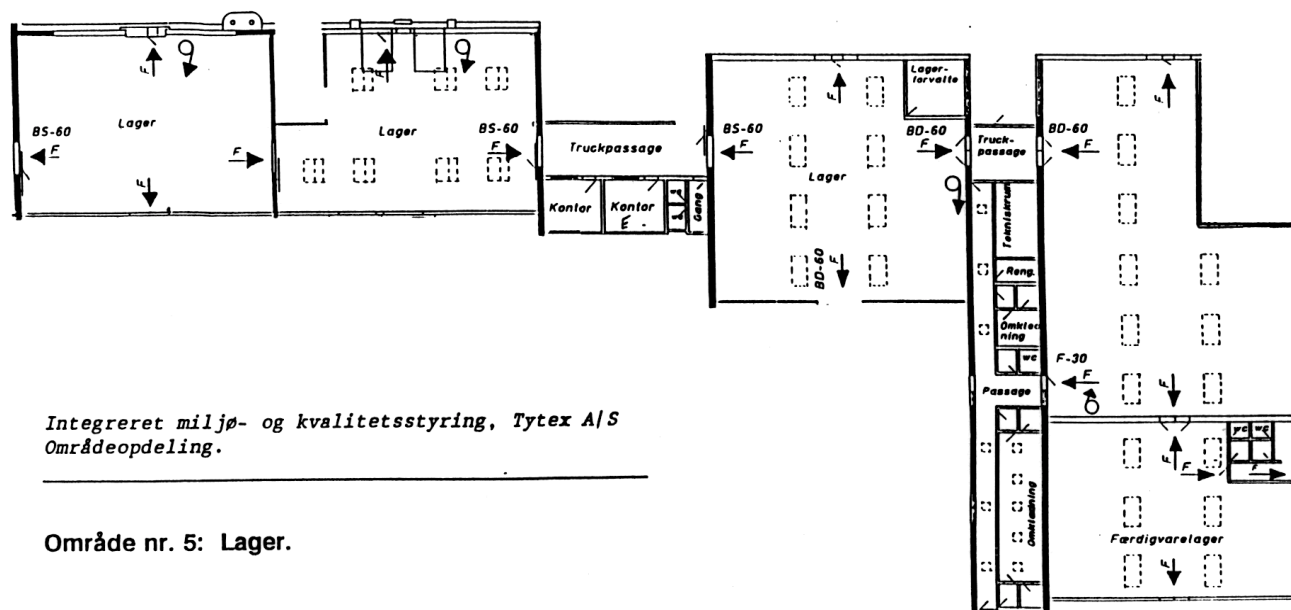 F
F
F
F
Lager-
forvalte
Lager
Lager
BS-60
BS-60
BS-60
BD-60
BD-60
F
F
F
F
F
F
Truckpassage
Truck-
passage
Lager
F
Kontor
Kontor
E
Gang
Tekniskrum
BD-60
F
Reng.
Omklæd
ning
wc
F-30
F
Passage
F
Integreret miljø- og kvalitetsstyring, Tytex A/S
Områdeopdeling.
wc
wc
F
F
F
Omklædning
Færdigvarelager
F
Område nr. 5: Lager.